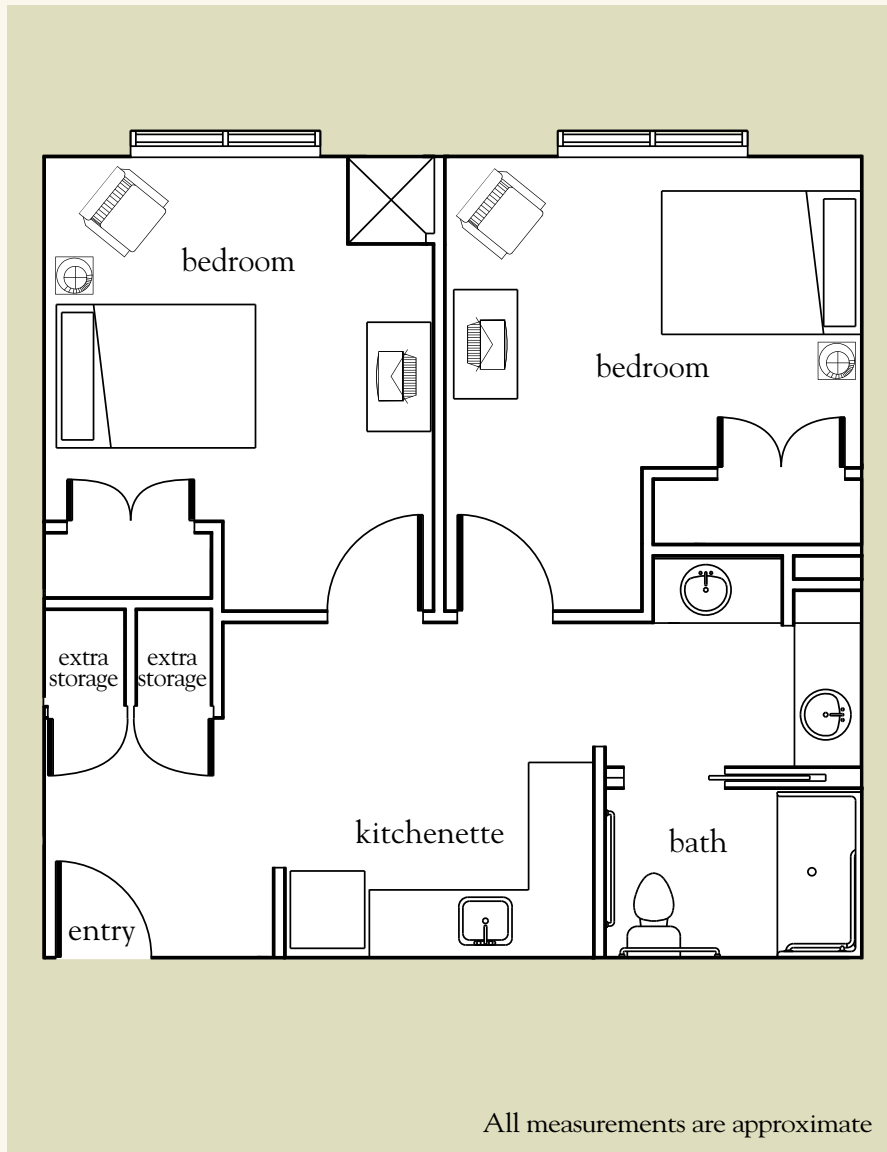 bedroom
bedroom
extra
storage
extra
storage
kitchenette
bath
entry
All measurements are approximate